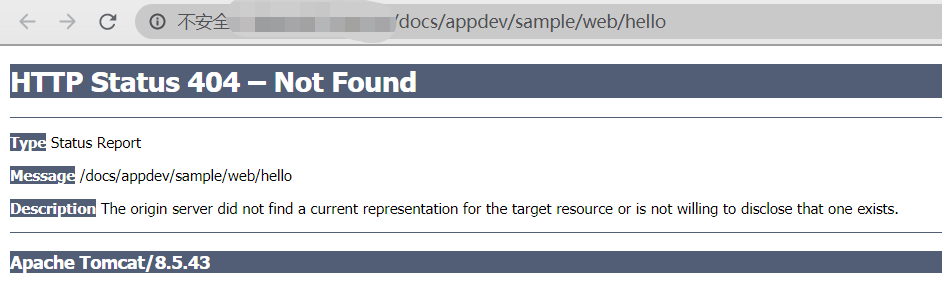 不安全 /docs/appdev/sample/web/hello
HTTP Status 404 – Not Found
Type Status Report
Message /docs/appdev/sample/web/hello
Description The origin server did not find a current representation for the target resource or is not willing to disclose that one exists.
Apache Tomcat/8.5.43